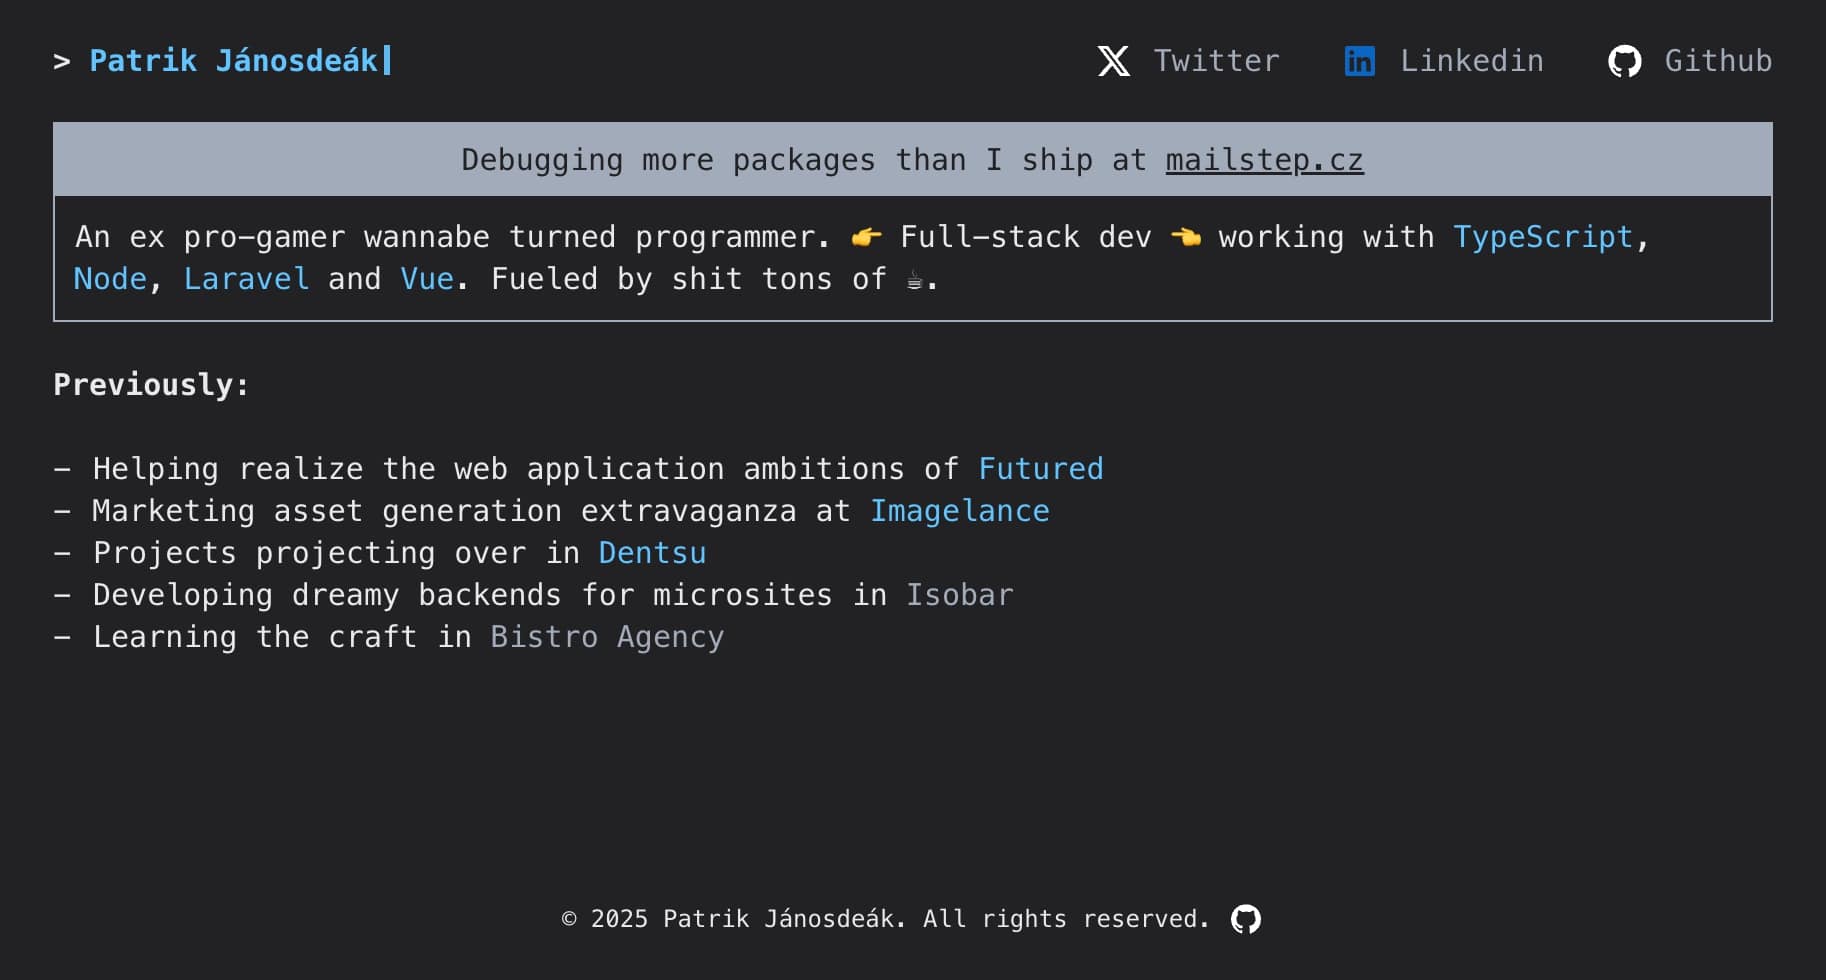 > Patrik Jánosdeák
Twitter
Linkedin
Github
Debugging more packages than I ship at mailstep.cz
An ex pro-gamer wannabe turned programmer. 👉 Full-stack dev 👈 working with TypeScript,
Node, Laravel and Vue. Fueled by shit tons of ☕.
Previously:
- Helping realize the web application ambitions of Futured
- Marketing asset generation extravaganza at Imagelance
- Projects projecting over in Dentsu
- Developing dreamy backends for microsites in Isobar
- Learning the craft in Bistro Agency
© 2025 Patrik Jánosdeák. All rights reserved.